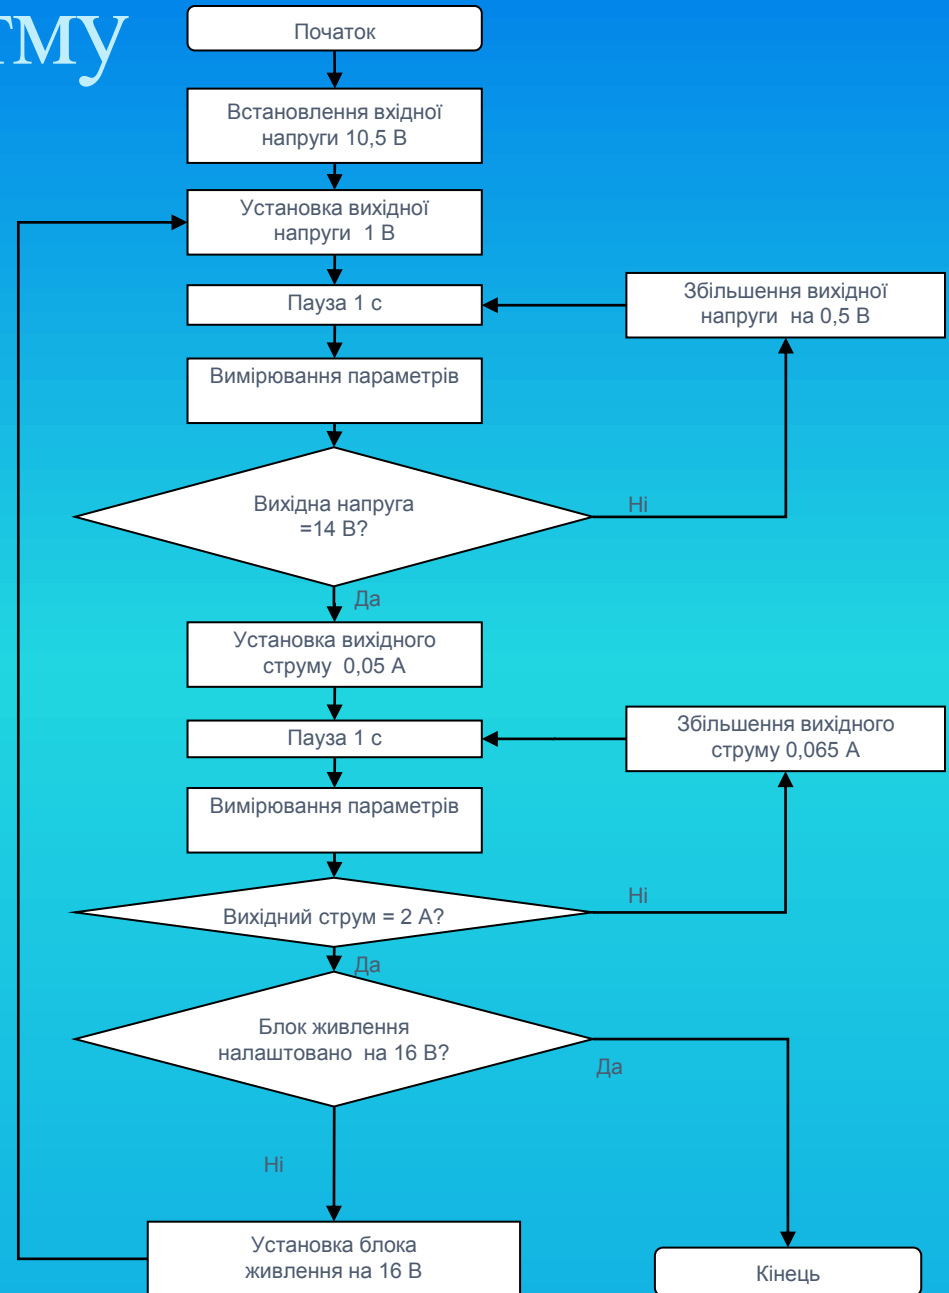 Початок
Встановлення вхідної
напруги 10,5 В
Установка вихідної
напруги 1 В
Пауза 1 с
Збільшення вихідної
напруги на 0,5 В
Вимірювання параметрів
Вихідна напруга
=14 В?
Ні
Да
Установка вихідного
струму 0,05 А
Пауза 1 с
Збільшення вихідного
струму 0,065 А
Вимірювання параметрів
Вихідний струм = 2 А?
Ні
Да
Блок живлення
налаштовано на 16 В?
Да
Ні
Установка блока
живлення на 16 В
Кінець